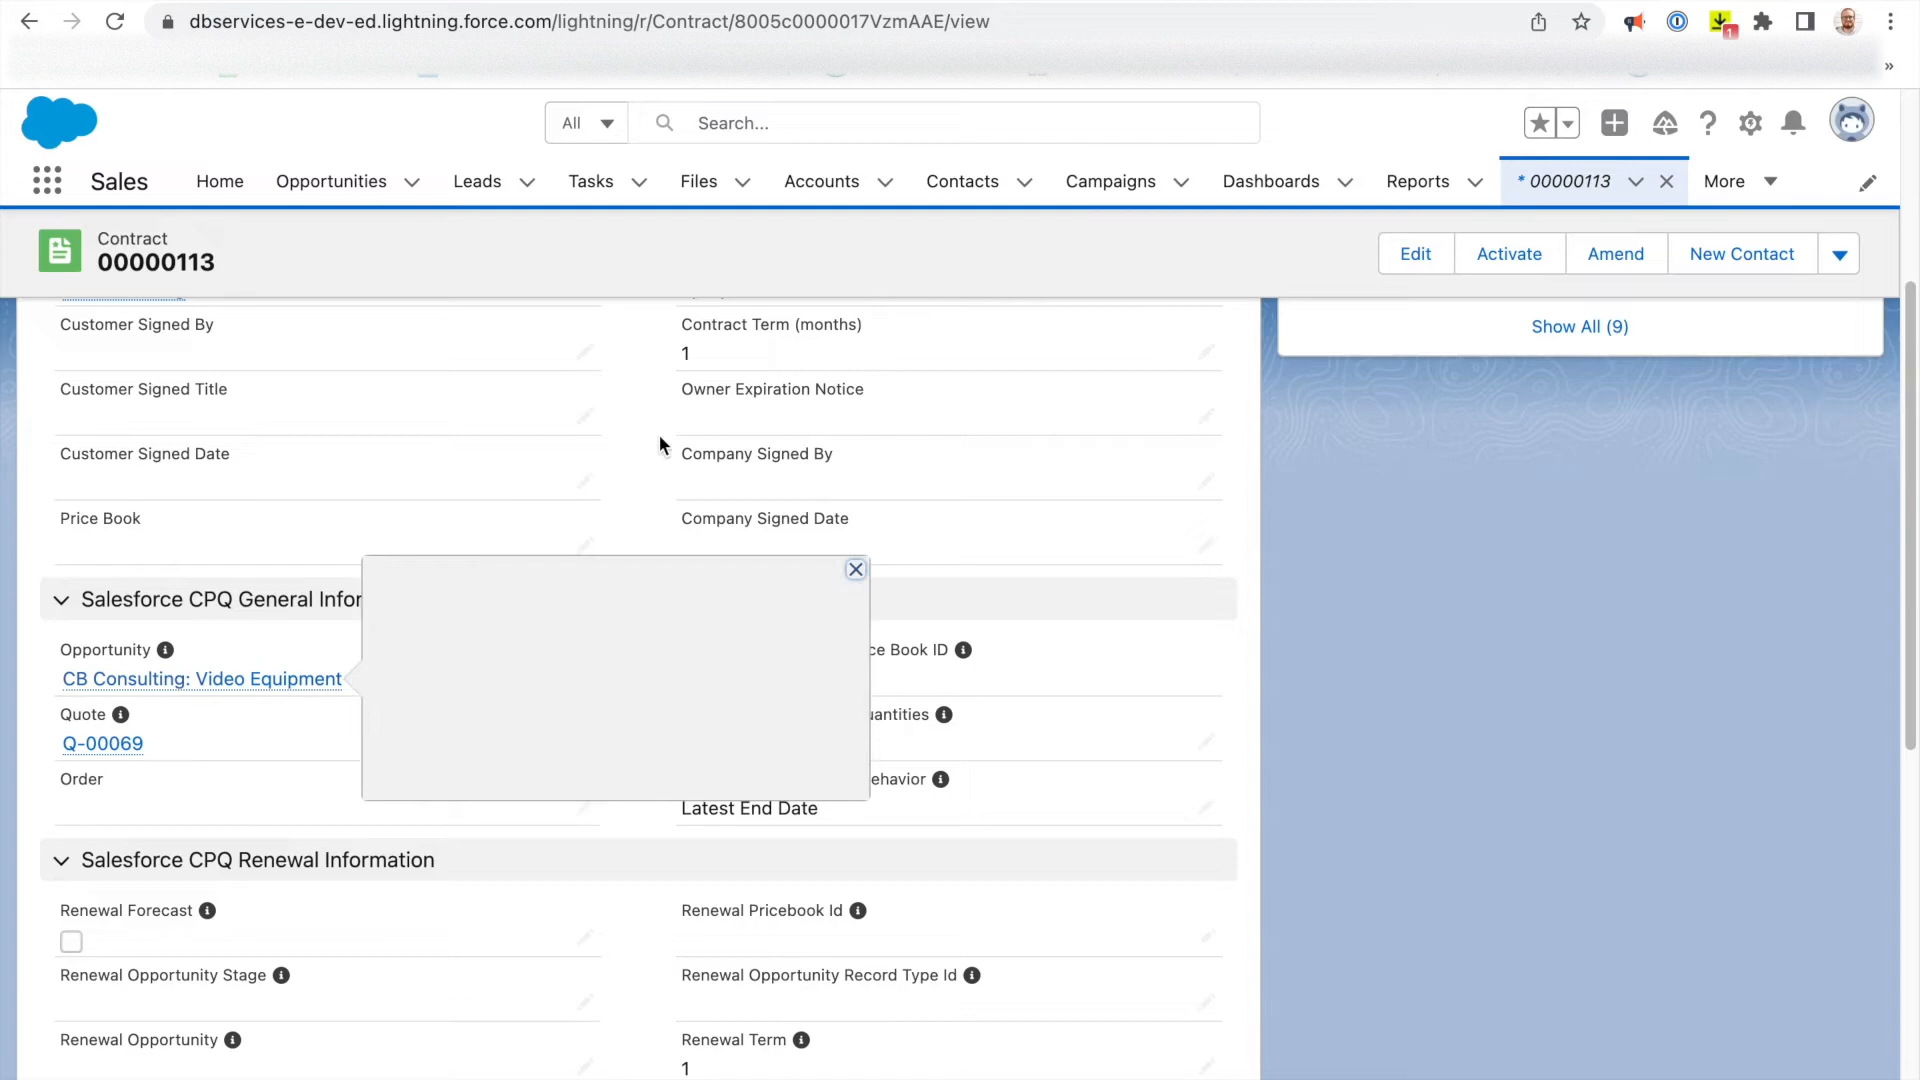 dbservices-e-dev-ed.lightning.force.com/lightning/r/Contract/8005c0000017VzmAAE/view
1
»
All
Search...
Sales
Home
Opportunities
Leads
Tasks
Files
Accounts
Contacts
Campaigns
Dashboards
Reports
* 00000113
More
Contract
00000113
Edit
Activate
Amend
New Contact
Customer Signed By
Contract Term (months)
1
Show All (9)
Customer Signed Title
Owner Expiration Notice
Customer Signed Date
Company Signed By
Price Book
Company Signed Date
Salesforce CPQ General Infor
Opportunity
CB Consulting: Video Equipment
ce Book ID
Quote
Q-00069
uantities
Order
ehavior
Latest End Date
Salesforce CPQ Renewal Information
Renewal Forecast
Renewal Pricebook Id
Renewal Opportunity Stage
Renewal Opportunity Record Type Id
Renewal Opportunity
Renewal Term
1